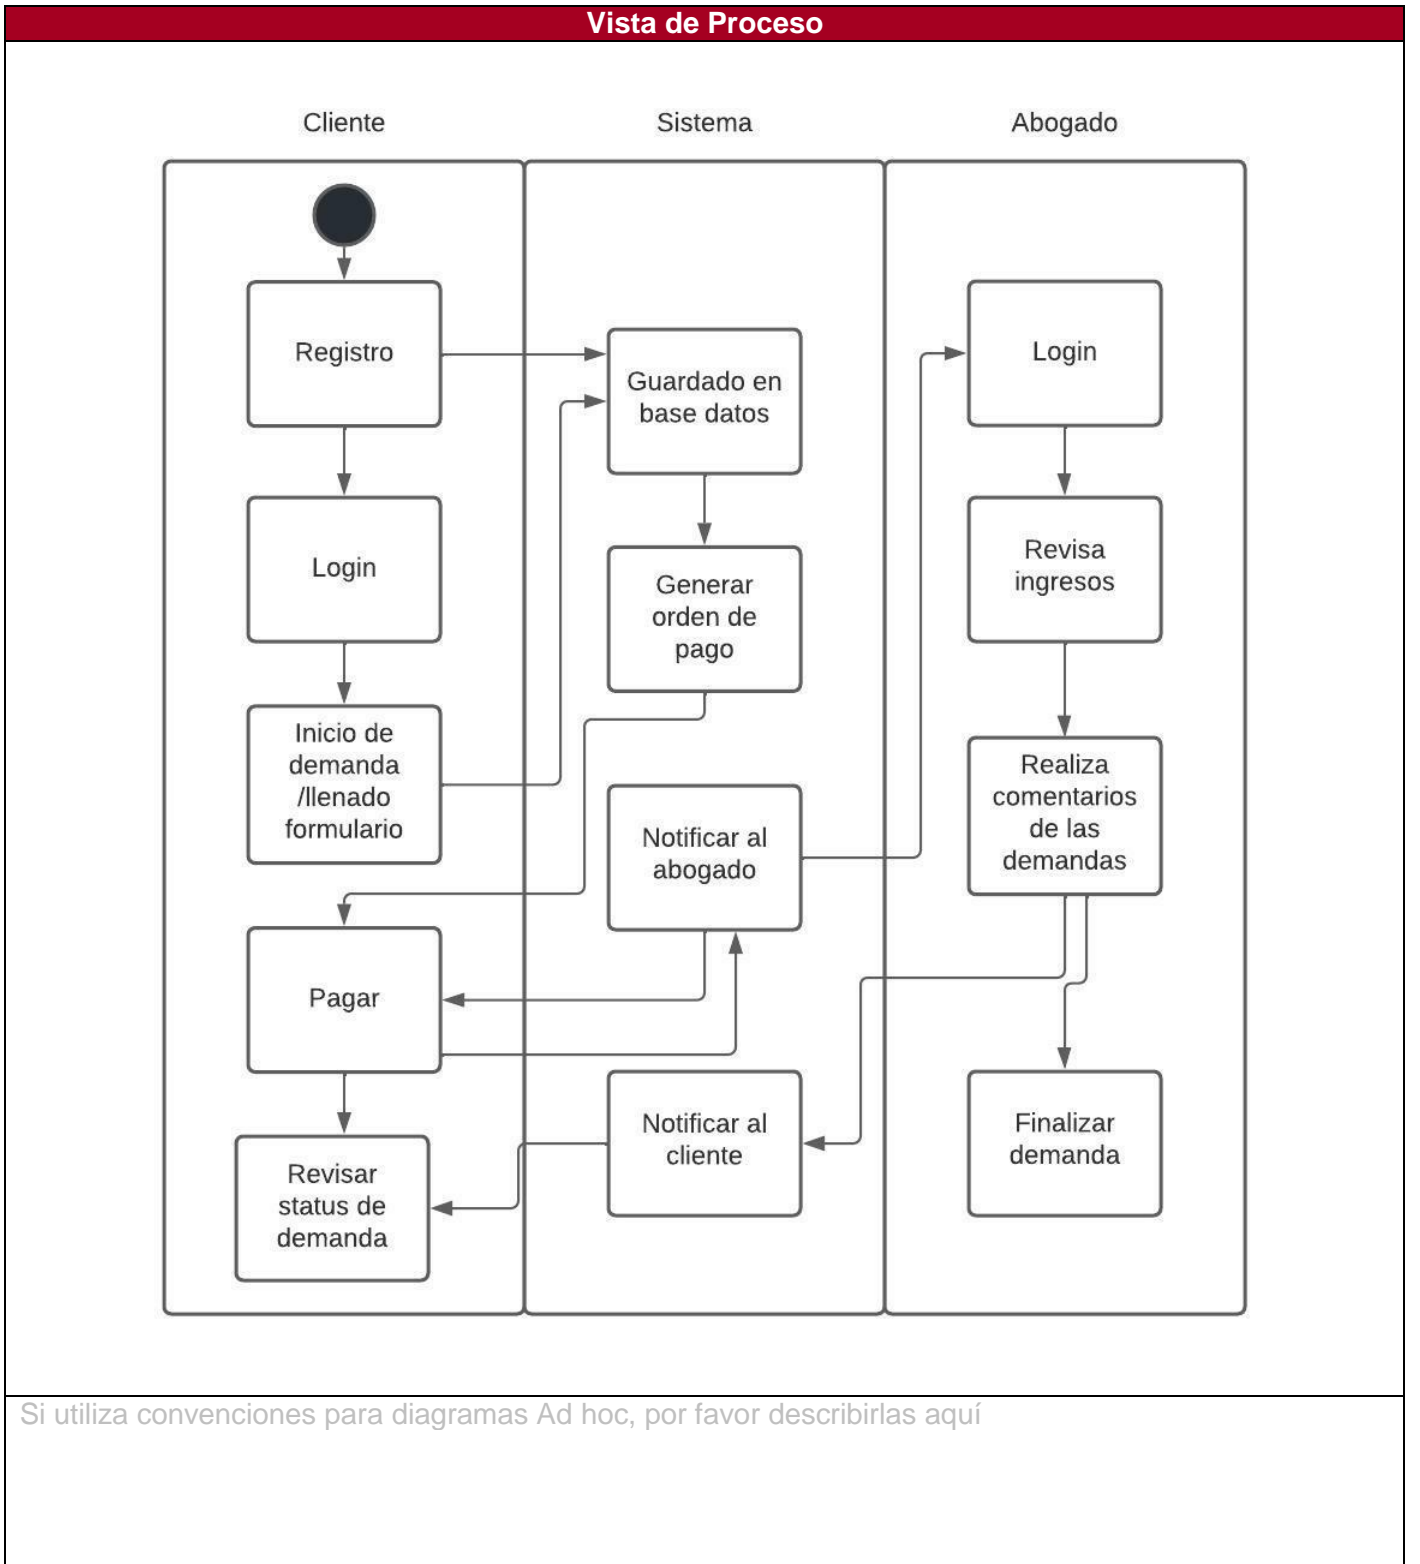 Vista de Proceso
Cliente
Sistema
Abogado
Registro
Login
Inicio de
demanda
/llenado
formulario
Pagar
Revisar
status de
demanda
Guardado en
base datos
Generar
orden de
pago
Notificar al
abogado
Notificar al
cliente
Login
Revisa
ingresos
Realiza
comentarios
de las
demandas
Finalizar
demanda
Si utiliza convenciones para diagramas Ad hoc, por favor describirlas aquí